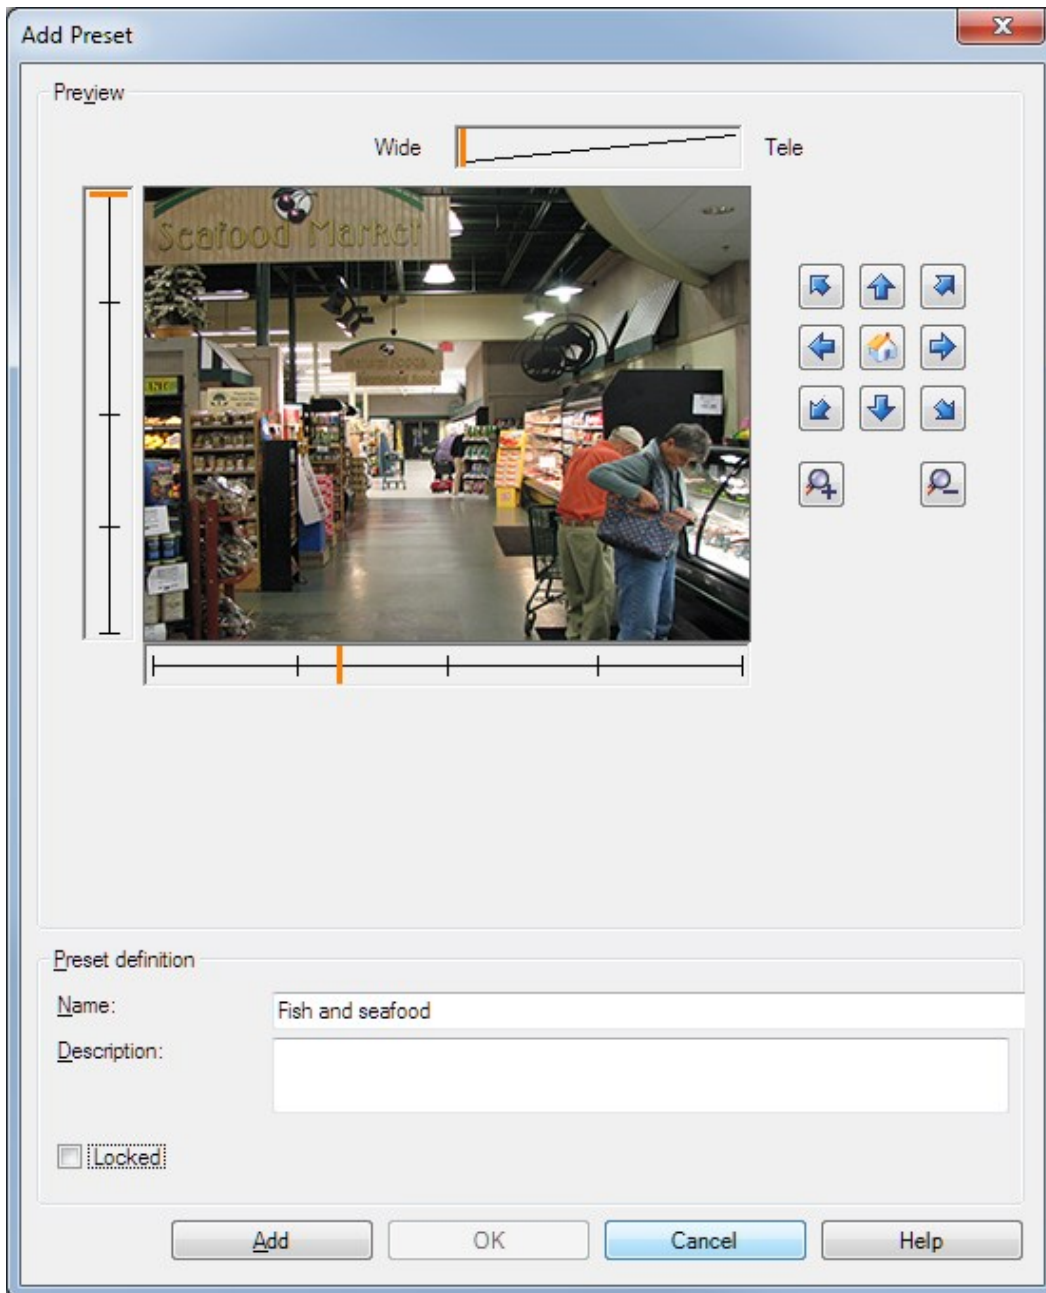 Add Preset
Preview
Wide
Tele
Seafood Market
Preset definition
Name:
Fish and seafood
Description:
Locked
Add
OK
Cancel
Help